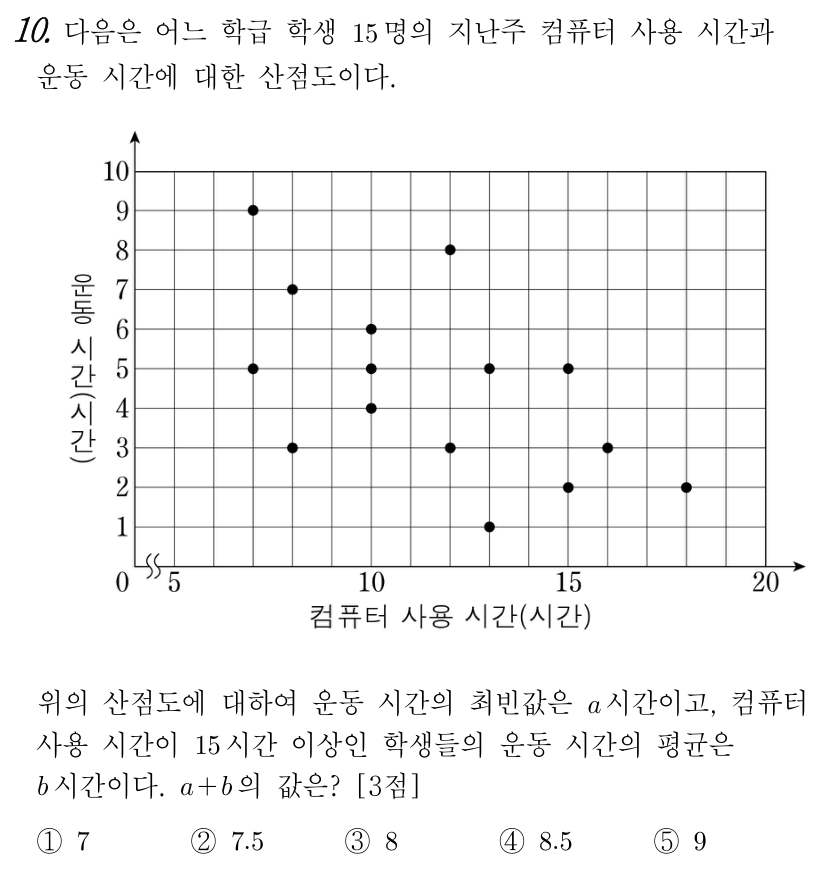 10. 다음은 어느 학급 학생 15명의 지난주 컴퓨터 사용 시간과
운동 시간에 대한 산점도이다.
10
9
8
7
6
5
4
3
2
1
운동 시간(시간)
0 5 10 15 20
컴퓨터 사용 시간(시간)
위의 산점도에 대하여 운동 시간의 최빈값은 a시간이고, 컴퓨터
사용 시간이 15시간 이상인 학생들의 운동 시간의 평균은
b시간이다. a+b의 값은? [3점]
① 7 ② 7.5 ③ 8 ④ 8.5 ⑤ 9